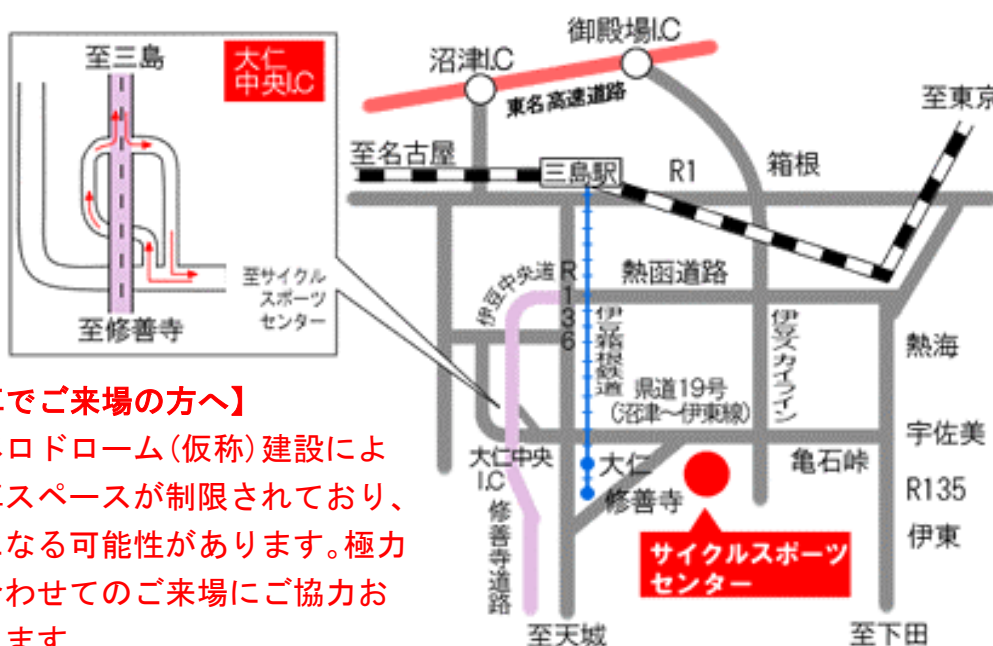 至三島
大仁
中央I.C
至サイクル
スポーツ
センター
至修善寺
御殿場I.C
沼津I.C
東名高速道路
至東京
至名古屋
三島駅
R1
箱根
伊豆中央道
R136
熱函道路
伊豆箱根鉄道
伊豆スカイライン
県道19号
(沼津〜伊東線)
熱海
宇佐美
大仁中央
I.C
大仁
亀石峠
修善寺
R135
伊東
修善寺道路
サイクルスポーツ
センター
至天城
至下田
でご来場の方へ】
ロドローム(仮称)建設によ
スペースが制限されており、
なる可能性があります。極力
わせてのご来場にご協力お
ます